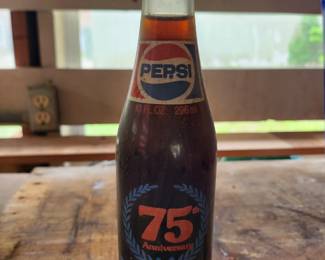 PEPSI
10 FL. OZ. 296 ml
75th
Anniversary